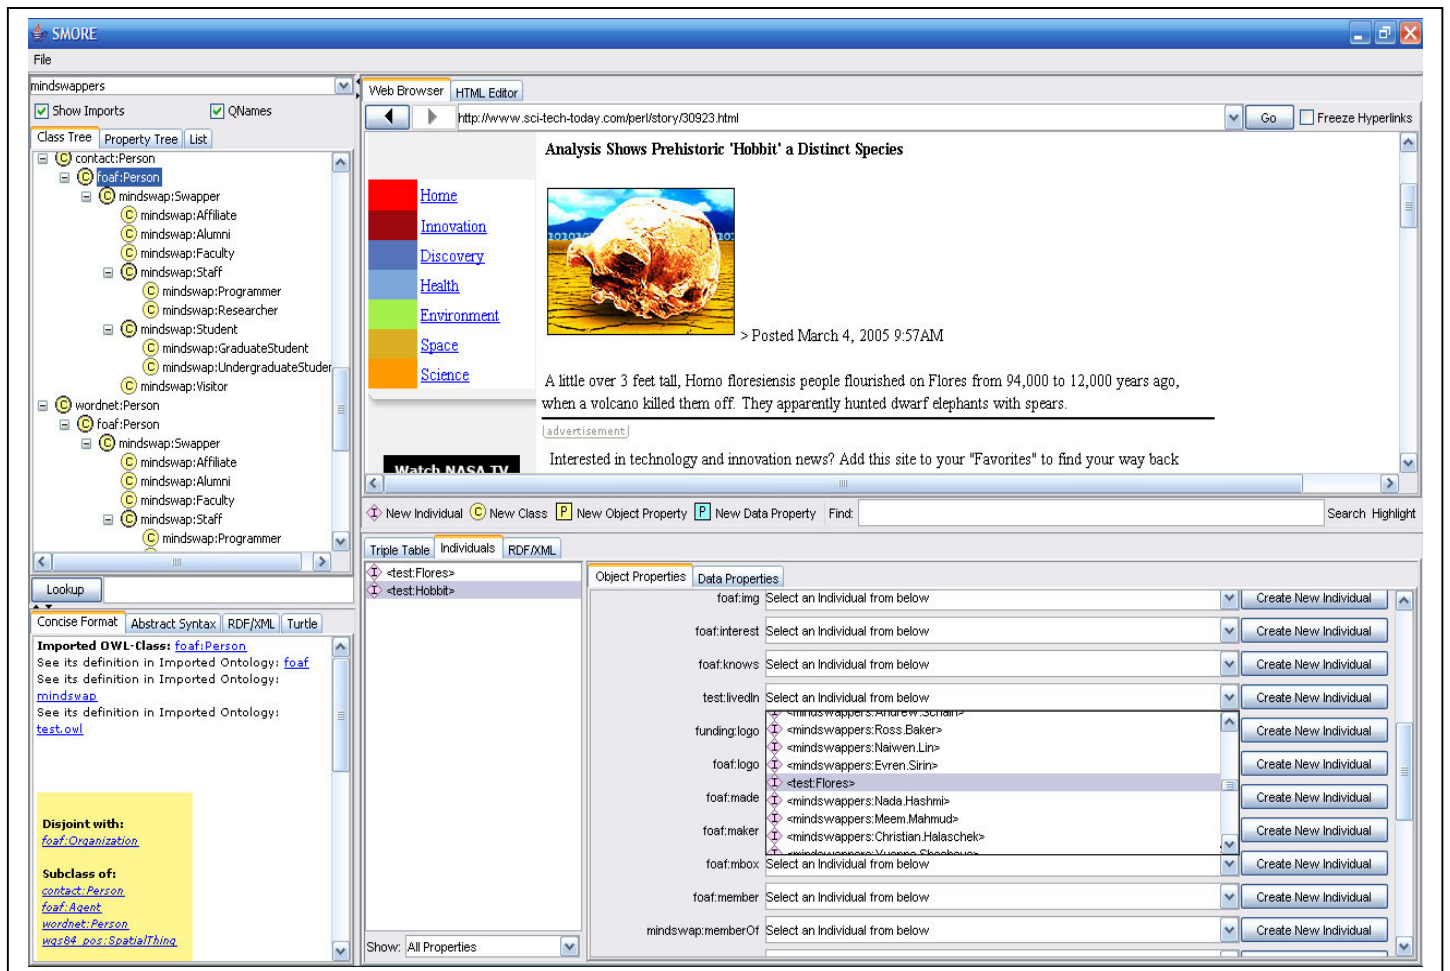 SMORE
File
mindswappers
Show Imports
QNames
Class Tree
Property Tree
List
contact:Person
foaf:Person
mindswap:Swapper
mindswap:Affiliate
mindswap:Alumni
mindswap:Faculty
mindswap:Staff
mindswap:Programmer
mindswap:Researcher
mindswap:Student
mindswap:GraduateStudent
mindswap:UndergraduateStuder
mindswap:Visitor
wordnet:Person
foaf:Person
mindswap:Swapper
mindswap:Affiliate
mindswap:Alumni
mindswap:Faculty
mindswap:Staff
mindswap:Programmer
Lookup
Concise Format
Abstract Syntax
RDF/XML
Turtle
Imported OWL-Class: foaf:Person
See its definition in Imported Ontology: foaf
See its definition in Imported Ontology:
mindswap
See its definition in Imported Ontology:
test.owl
Disjoint with:
foaf:Organization
Subclass of:
contact:Person
foaf:Agent
wordnet:Person
wgs84_pos:SpatialThing
Web Browser
HTML Editor
http://www.sci-tech-today.com/perl/story/30923.html
Go
Freeze Hyperlinks
Analysis Shows Prehistoric 'Hobbit' a Distinct Species
Home
Innovation
Discovery
Health
Environment
Space
Science
> Posted March 4, 2005 9:57AM
A little over 3 feet tall, Homo floresiensis people flourished on Flores from 94,000 to 12,000 years ago,
when a volcano killed them off. They apparently hunted dwarf elephants with spears.
advertisement
Interested in technology and innovation news? Add this site to your "Favorites" to find your way back
Watch NASA TV
New Individual
New Class
New Object Property
New Data Property
Find:
Search
Highlight
Triple Table
Individuals
RDF/XML
<test:Flores>
<test:Hobbit>
Show: All Properties
Object Properties
Data Properties
foaf:img Select an Individual from below Create New Individual
foaf:interest Select an Individual from below Create New Individual
foaf:knows Select an Individual from below Create New Individual
test:livedIn Select an Individual from below Create New Individual
<mindswappers:Andrew.Schain>
funding:logo <mindswappers:Ross.Baker> Create New Individual
<mindswappers:Naiwen.Lin>
foaf:logo <mindswappers:Evren.Sirin> Create New Individual
<test:Flores>
foaf:made <mindswappers:Nada.Hashmi> Create New Individual
<mindswappers:Meem.Mahmud>
foaf:maker <mindswappers:Christian.Halaschek> Create New Individual
foaf:mbox Select an Individual from below Create New Individual
foaf:member Select an Individual from below Create New Individual
mindswap:memberOf Select an Individual from below Create New Individual